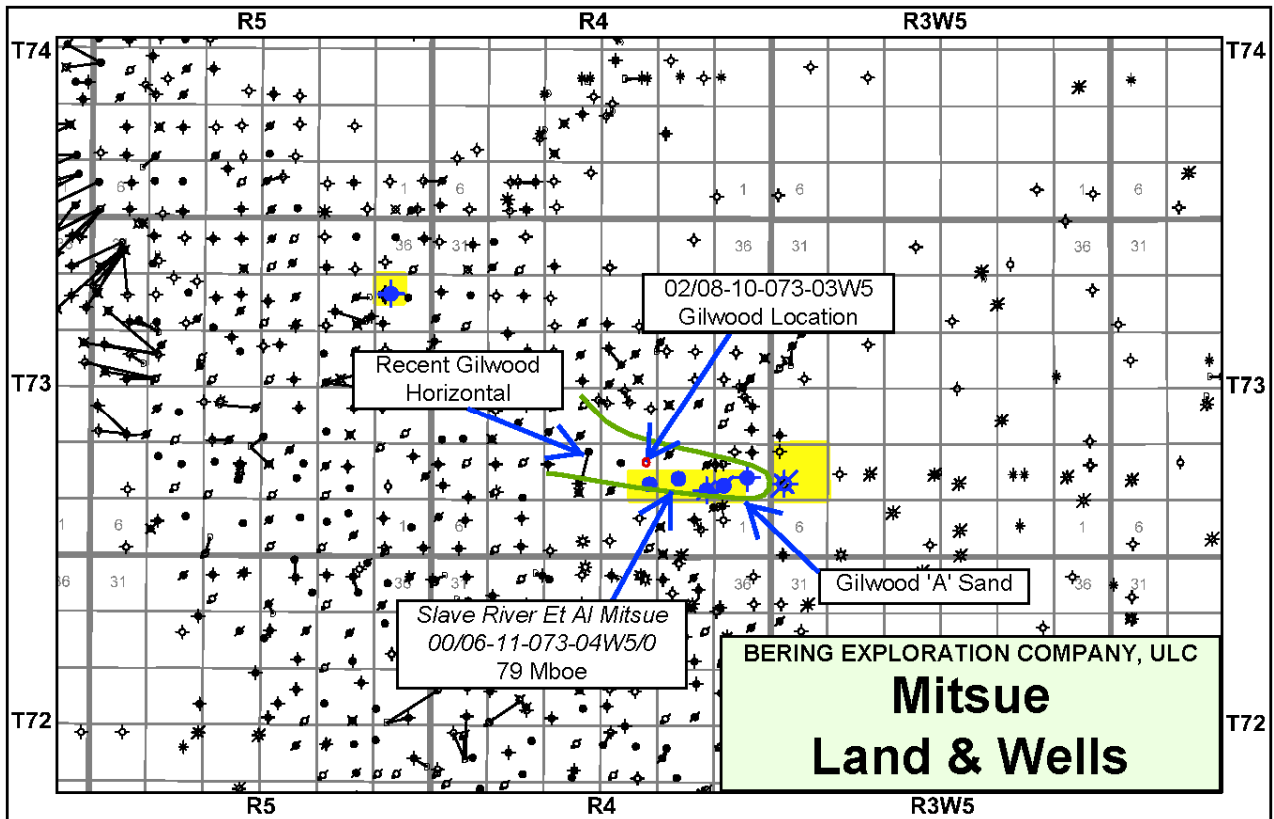 R5 R4 R3W5
T74 T74
1 6 1 6 1 6
6
36 31 36 31 36 31
02/08-10-073-03W5
Gilwood Location
Recent Gilwood
Horizontal
T73 T73
1 6 1 6 1 6 1 6
36 31 36 31 36 31 36 31
Gilwood 'A' Sand
Slave River Et Al Mitsue
00/06-11-073-04W5/0
79 Mboe
BERING EXPLORATION COMPANY, ULC
Mitsue
Land & Wells
T72 T72
R5 R4 R3W5